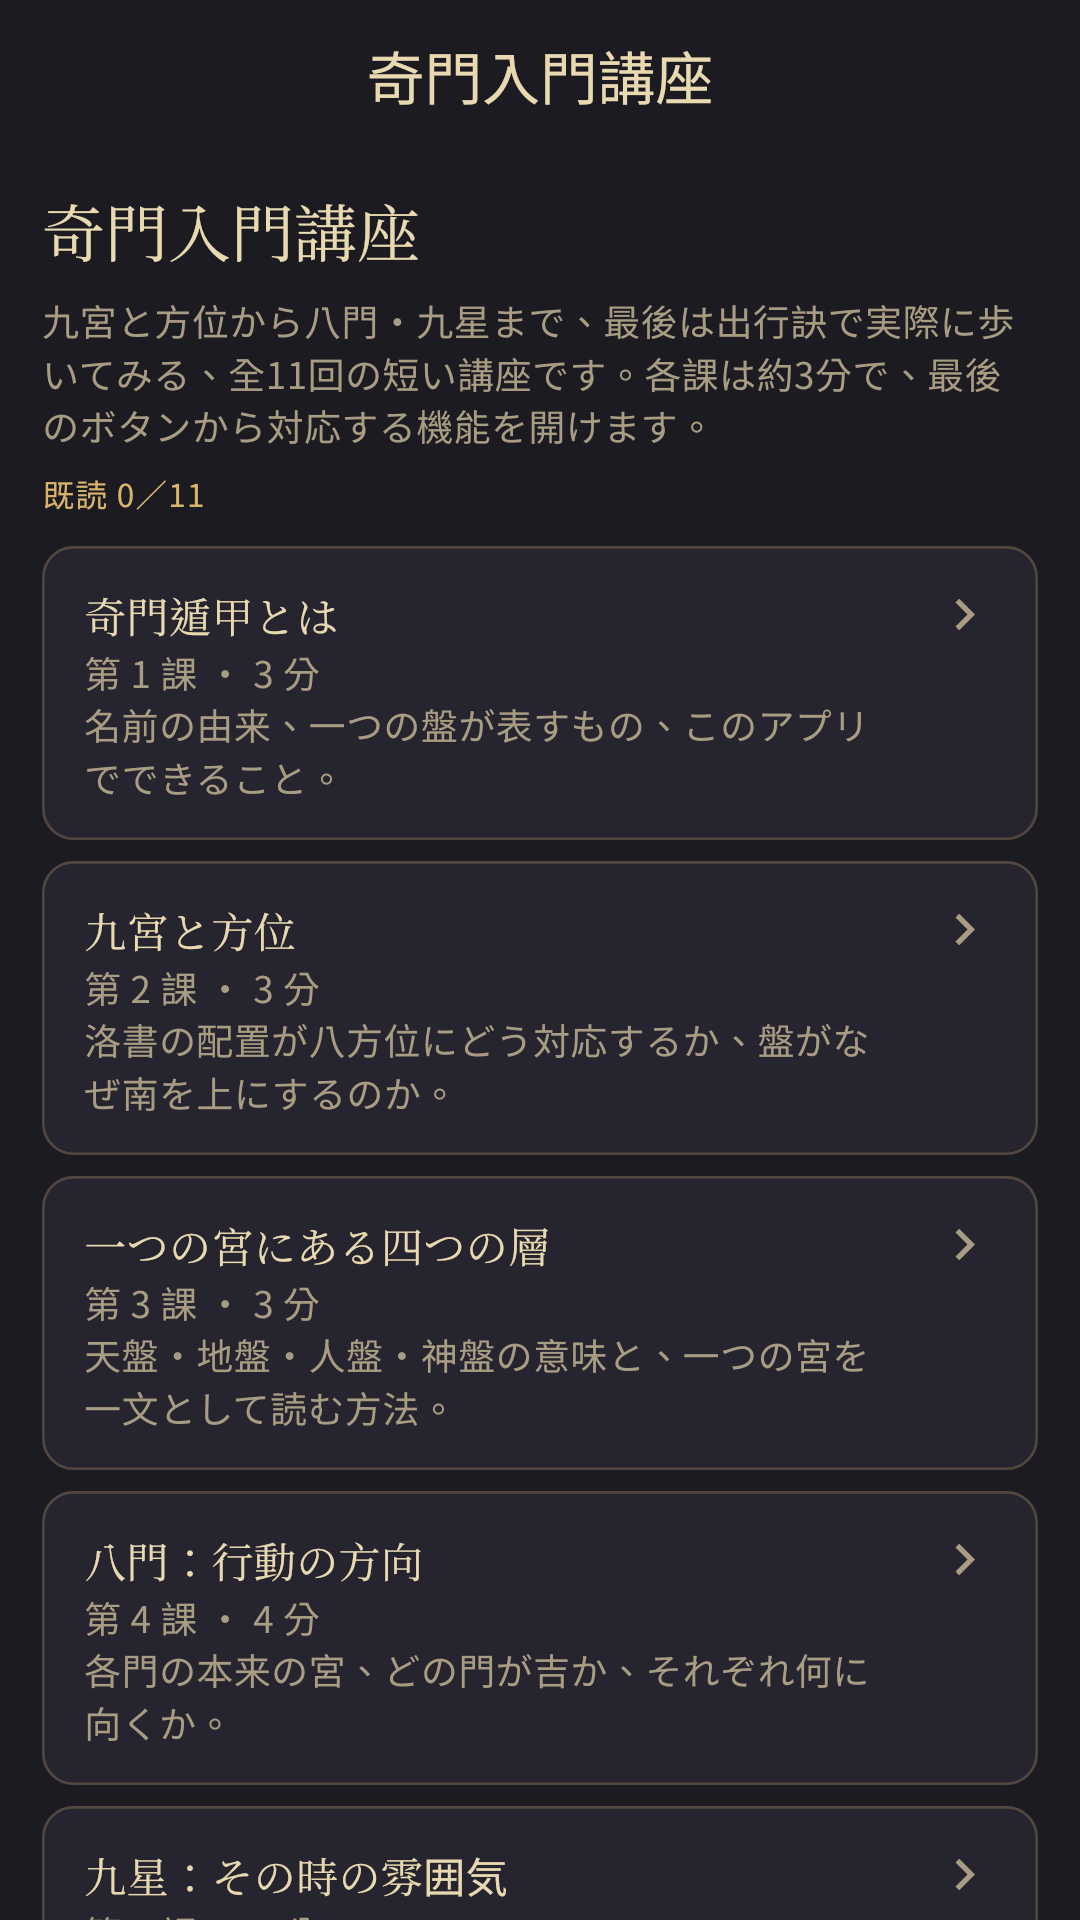 奇門入門講座
奇門入門講座
九宮と方位から八門・九星まで、最後は出行訣で実際に歩
いてみる、全11回の短い講座です。各課は約3分で、最後
のボタンから対応する機能を開けます。
既読 0／11
奇門遁甲とは
第 1 課 ・ 3 分
名前の由来、一つの盤が表すもの、このアプリ
でできること。
九宮と方位
第 2 課 ・ 3 分
洛書の配置が八方位にどう対応するか、盤がな
ぜ南を上にするのか。
一つの宮にある四つの層
第 3 課 ・ 3 分
天盤・地盤・人盤・神盤の意味と、一つの宮を
一文として読む方法。
八門：行動の方向
第 4 課 ・ 4 分
各門の本来の宮、どの門が吉か、それぞれ何に
向くか。
九星：その時の雰囲気